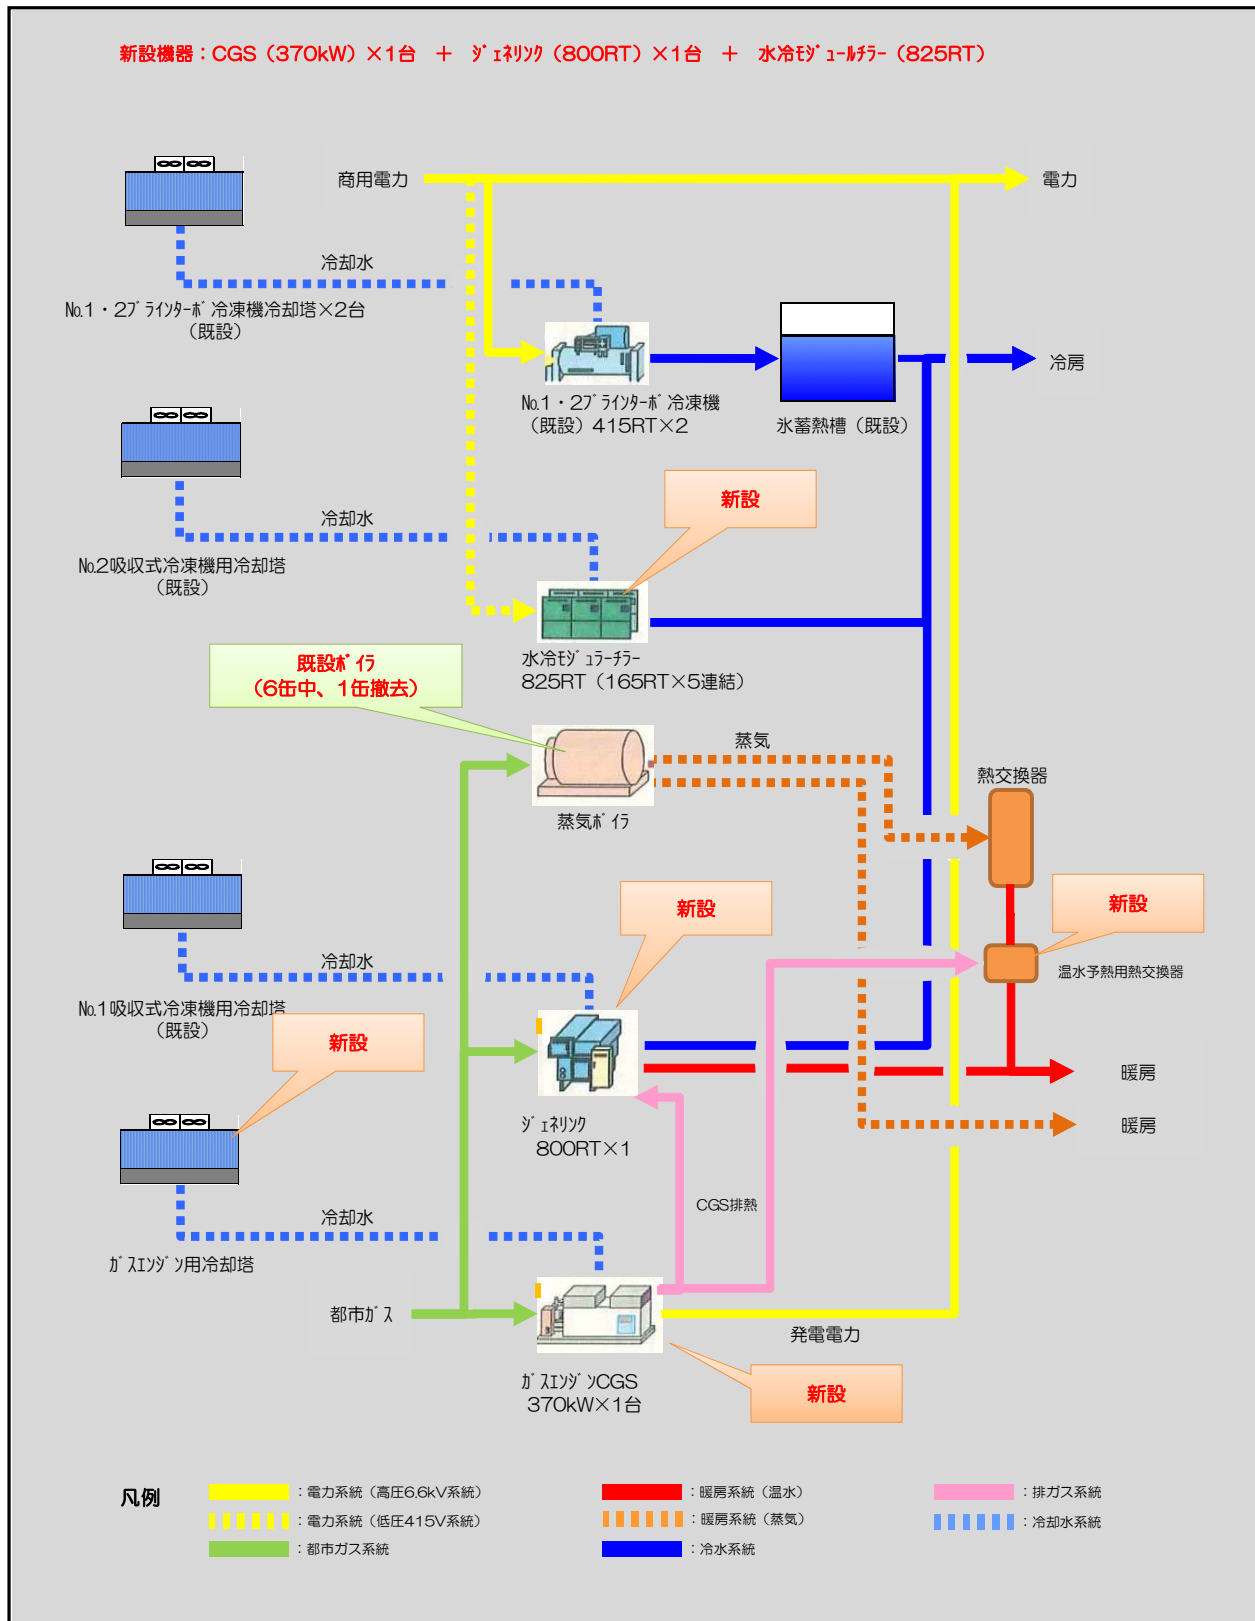 新設機器：CGS（370kW）×1台　＋　ｼﾞｪﾈﾘﾝｸ（800RT）×1台　＋　水冷ﾓｼﾞｭｰﾙﾁﾗｰ（825RT）
商用電力
電力
冷却水
№1・2ﾌﾞﾗｲﾝﾀｰﾎﾞ冷凍機冷却塔×2台
（既設）
№1・2ﾌﾞﾗｲﾝﾀｰﾎﾞ冷凍機
（既設）415RT×2
氷蓄熱槽（既設）
冷房
新設
冷却水
№2吸収式冷凍機用冷却塔
（既設）
水冷ﾓｼﾞｭﾗｰﾁﾗｰ
825RT（165RT×5連結）
既設ﾎﾞｲﾗ
（6缶中、1缶撤去）
蒸気
蒸気ﾎﾞｲﾗ
熱交換器
新設
新設
冷却水
温水予熱用熱交換器
№1吸収式冷凍機用冷却塔
（既設）
新設
暖房
ｼﾞｪﾈﾘﾝｸ
800RT×1
暖房
CGS排熱
冷却水
ｶﾞｽｴﾝｼﾞﾝ用冷却塔
都市ｶﾞｽ
発電電力
ｶﾞｽｴﾝｼﾞﾝCGS
370kW×1台
新設
凡例
：電力系統（高圧6.6kV系統）
：暖房系統（温水）
：排ガス系統
：電力系統（低圧415V系統）
：暖房系統（蒸気）
：冷却水系統
：都市ガス系統
：冷水系統